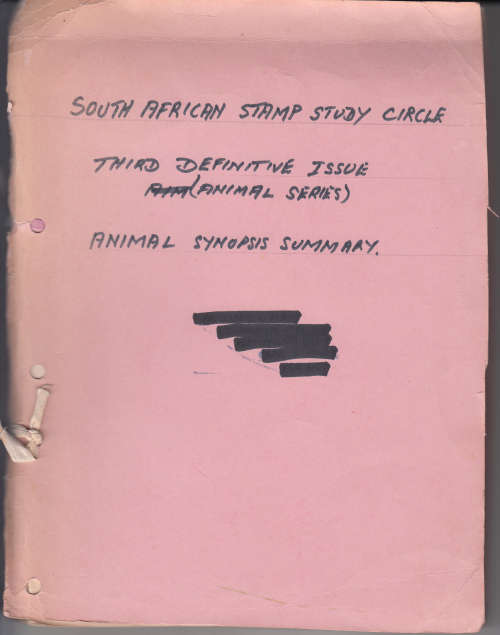 SOUTH AFRICAN STAMP STUDY CIRCLE
THIRD DEFINITIVE ISSUE
(ANIMAL SERIES)
ANIMAL SYNOPSIS SUMMARY.